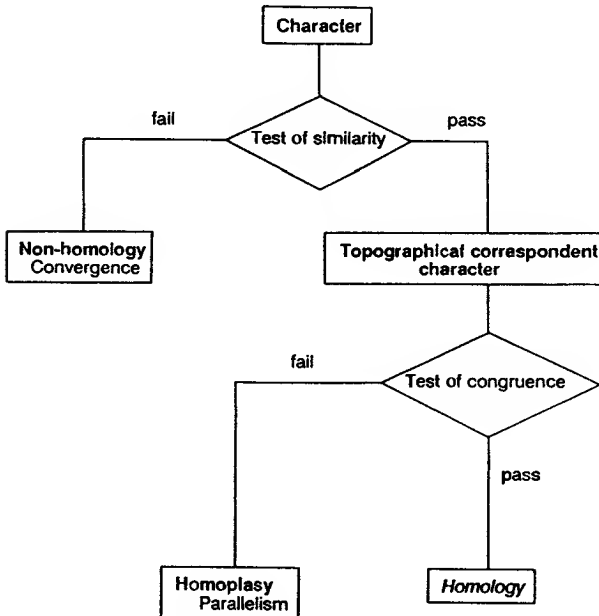 Character
fail
pass
Test of similarity
Non-homology
Convergence
Topographical correspondent
character
fail
Test of congruence
pass
Homoplasy
Parallelism
Homology